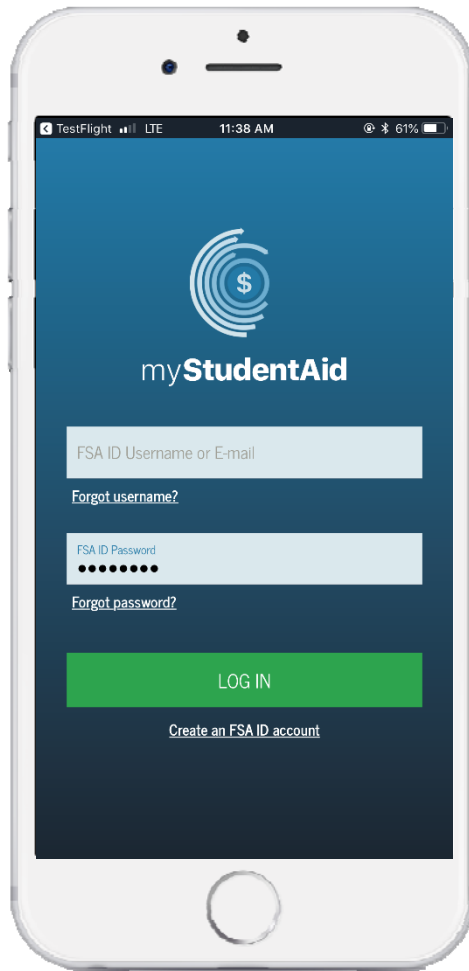 TestFlight LTE 11:38 AM 61%
$
myStudentAid
FSA ID Username or E-mail
Forgot username?
FSA ID Password
••••••••
Forgot password?
LOG IN
Create an FSA ID account